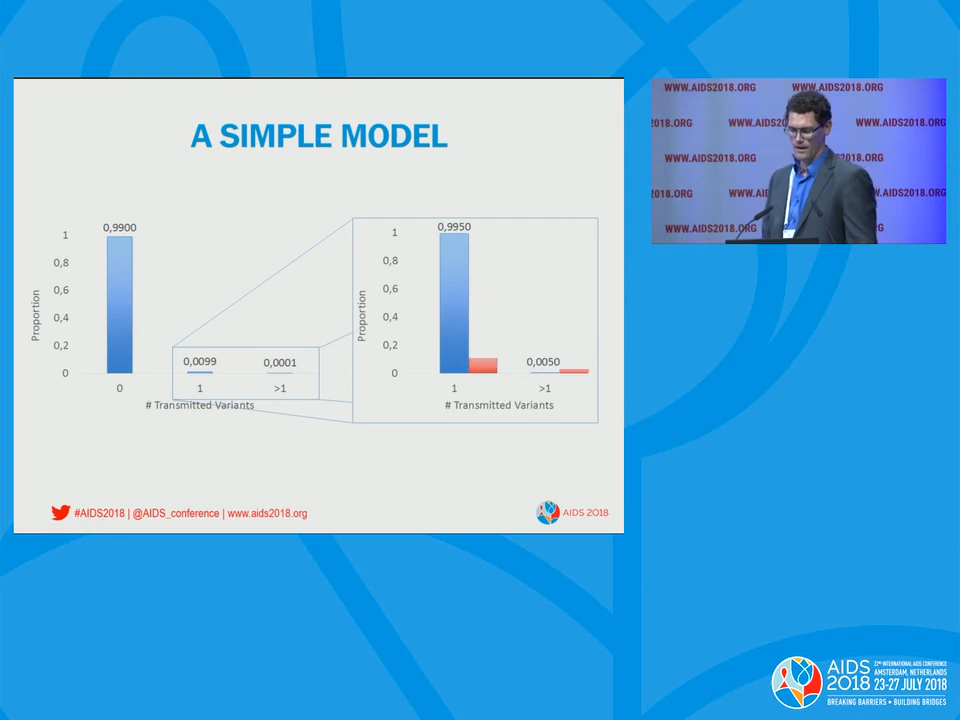 A SIMPLE MODEL
0,9900
1
0,8
0,6
0,4
0,2
0
Proportion
0,0099
0,0001
0
1
>1
# Transmitted Variants
0,9950
1
0,8
0,6
0,4
0,2
0
Proportion
0,0050
1
>1
# Transmitted Variants
#AIDS2018 | @AIDS_conference | www.aids2018.org
AIDS 2018
WWW.AIDS2018.ORG WWW.AIDS2018.ORG
2018.ORG WWW.AIDS20 WWW.AIDS2018.ORG
WWW.AIDS2018.ORG 2018.ORG
2018.ORG WWW.AID W.AIDS2018.ORG
WWW.AIDS2018.ORG RG
AIDS 2018
22ND INTERNATIONAL AIDS CONFERENCE
AMSTERDAM, NETHERLANDS
23-27 JULY 2018
BREAKING BARRIERS • BUILDING BRIDGES